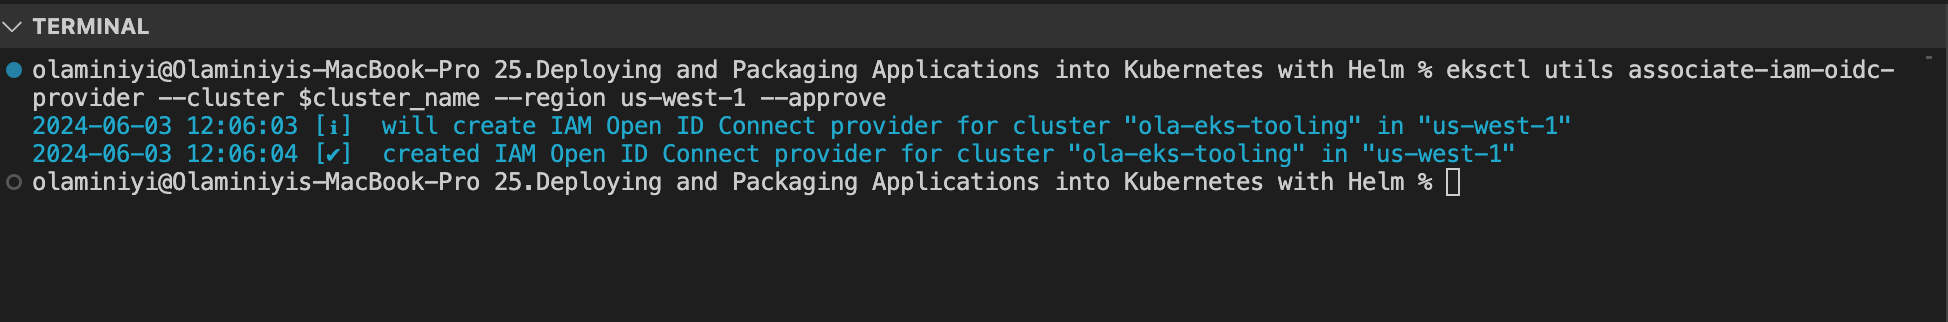 TERMINAL
olaminiyi@Olaminiyis-MacBook-Pro 25.Deploying and Packaging Applications into Kubernetes with Helm % eksctl utils associate-iam-oidc-
provider --cluster $cluster_name --region us-west-1 --approve
2024-06-03 12:06:03 [ℹ]  will create IAM Open ID Connect provider for cluster "ola-eks-tooling" in "us-west-1"
2024-06-03 12:06:04 [✔]  created IAM Open ID Connect provider for cluster "ola-eks-tooling" in "us-west-1"
olaminiyi@Olaminiyis-MacBook-Pro 25.Deploying and Packaging Applications into Kubernetes with Helm %